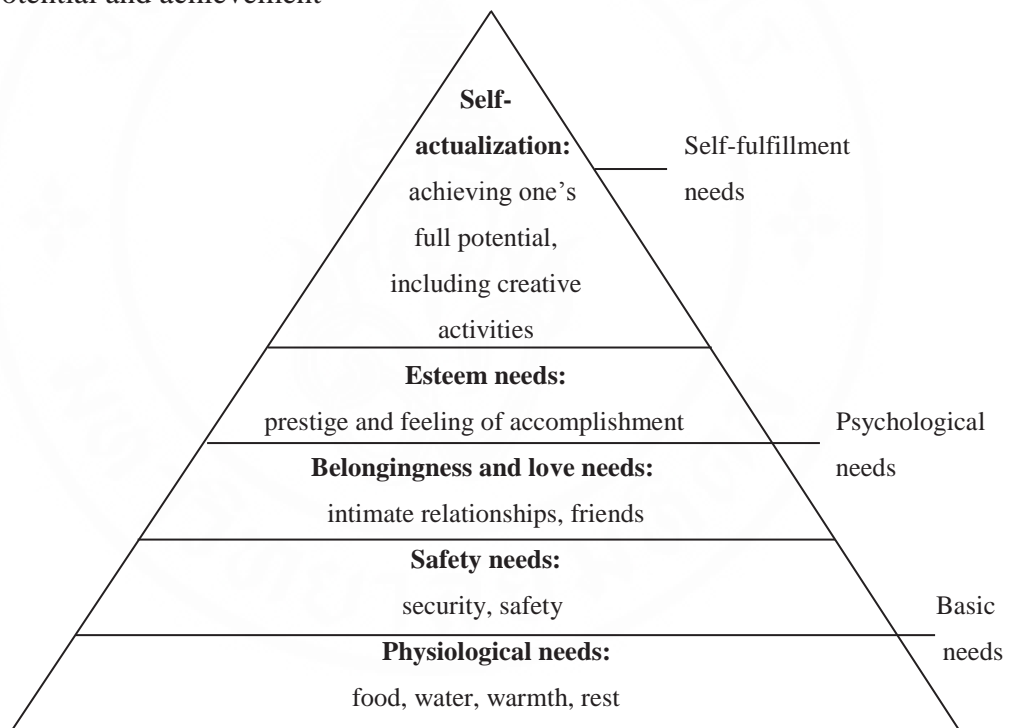 potential and achievement
Self-
actualization:
achieving one’s
full potential,
including creative
activities
Self-fulfillment
needs
Esteem needs:
prestige and feeling of accomplishment
Psychological
needs
Belongingness and love needs:
intimate relationships, friends
Safety needs:
security, safety
Basic
needs
Physiological needs:
food, water, warmth, rest